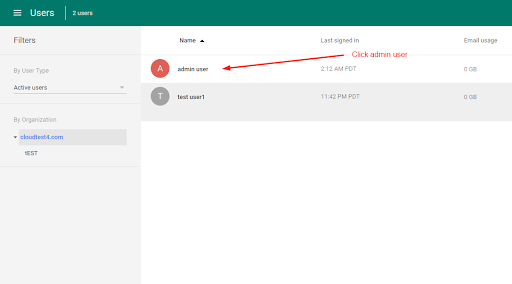 Users 2 users
Filters
By User Type
Active users
By Organization
cloudtest4.com
tEST
Name Last signed in Email usage
Click admin user
A admin user 2:12 AM PDT 0 GB
T test user1 11:42 PM PDT 0 GB